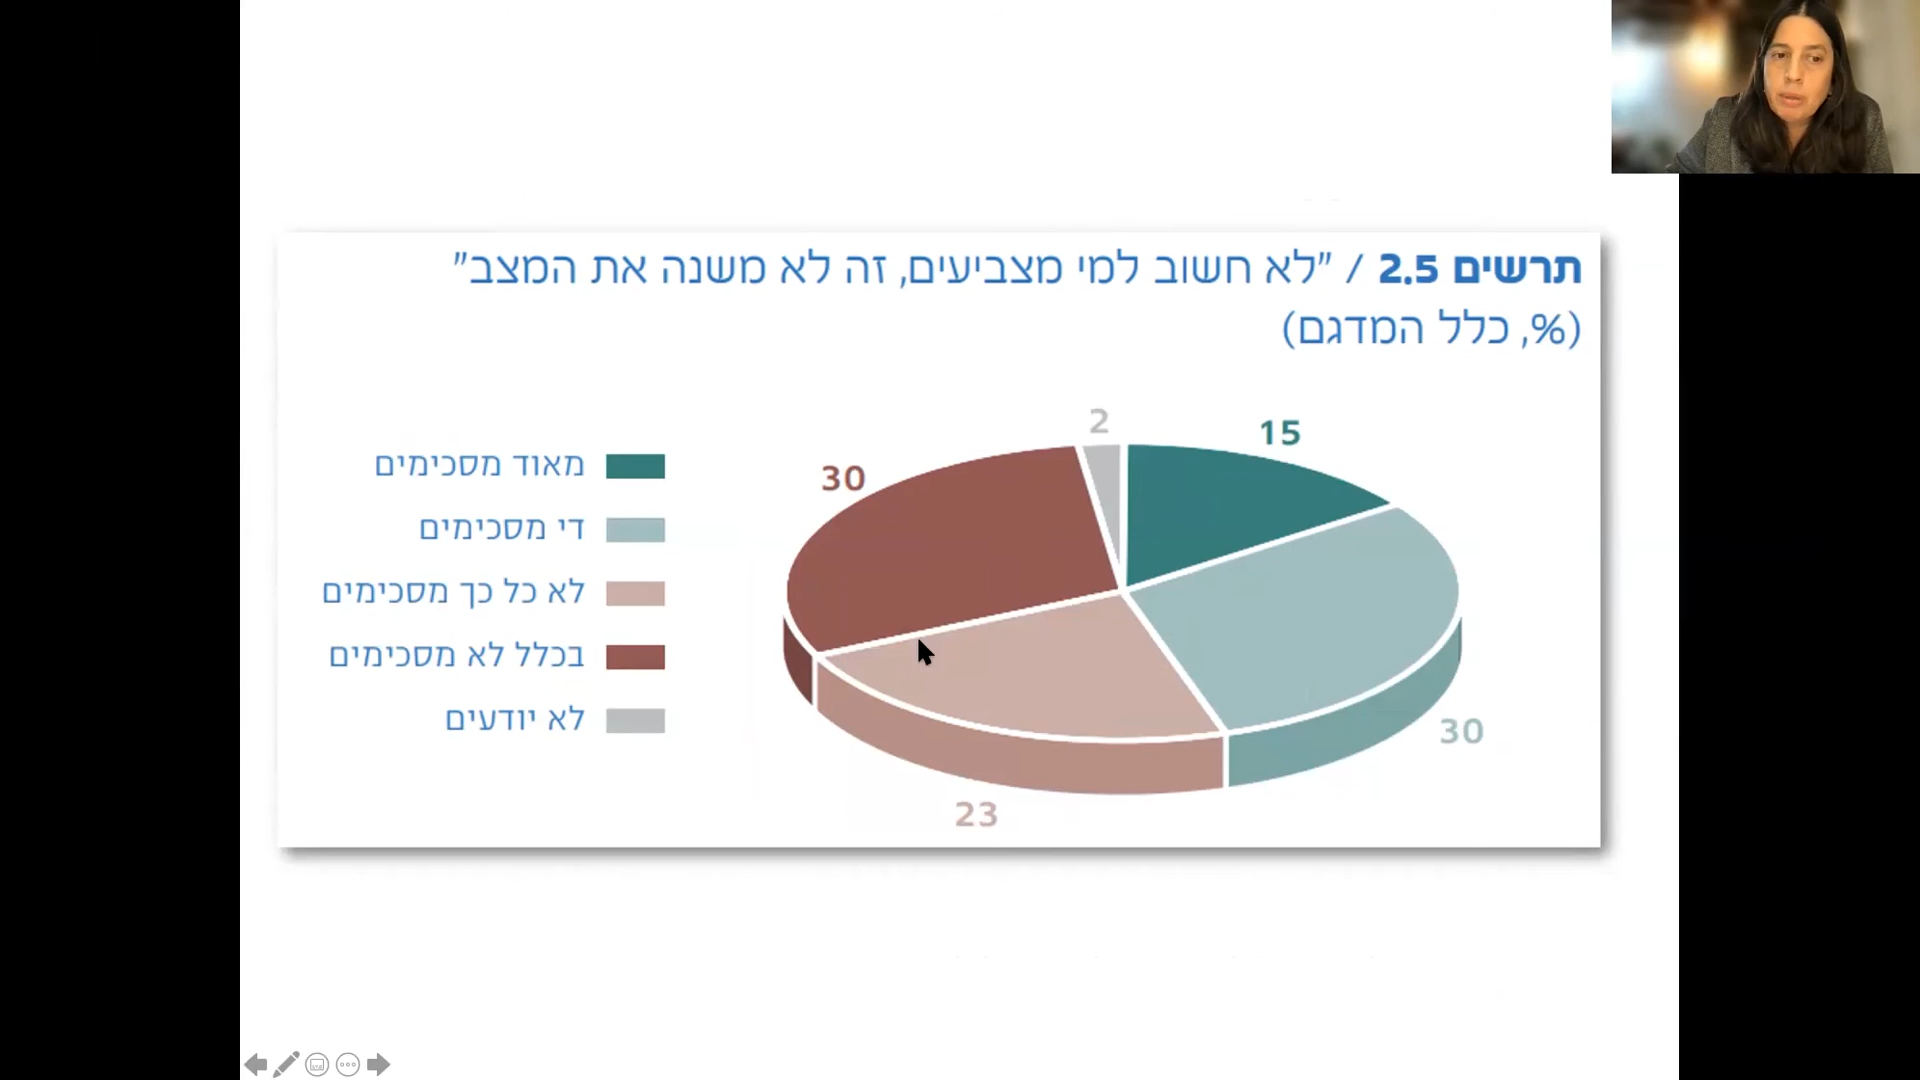 תרשים 2.5 / "לא חשוב למי מצביעים, זה לא משנה את המצב"
(%, כלל המדגם)
2
15
30
30
23
מאוד מסכימים
די מסכימים
לא כל כך מסכימים
בכלל לא מסכימים
לא יודעים